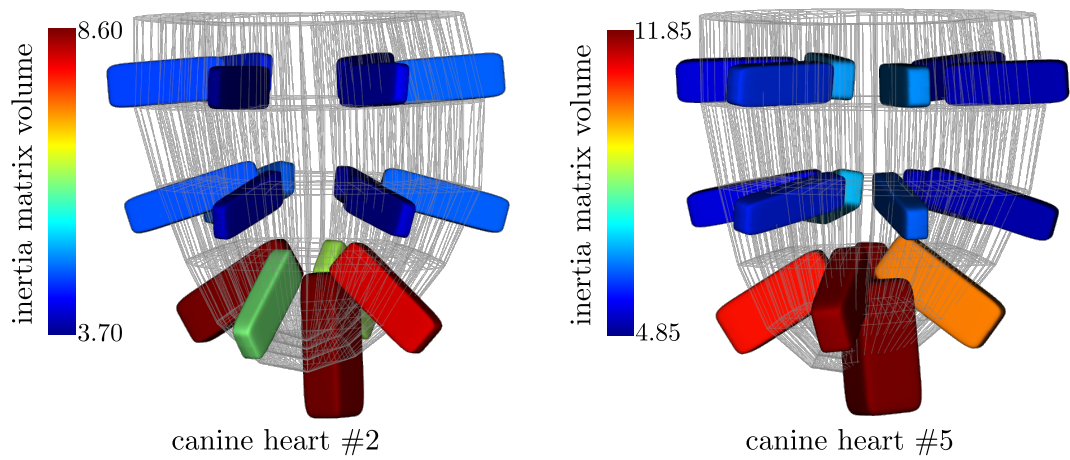 inertia matrix volume
8.60
3.70
canine heart #2
inertia matrix volume
11.85
4.85
canine heart #5